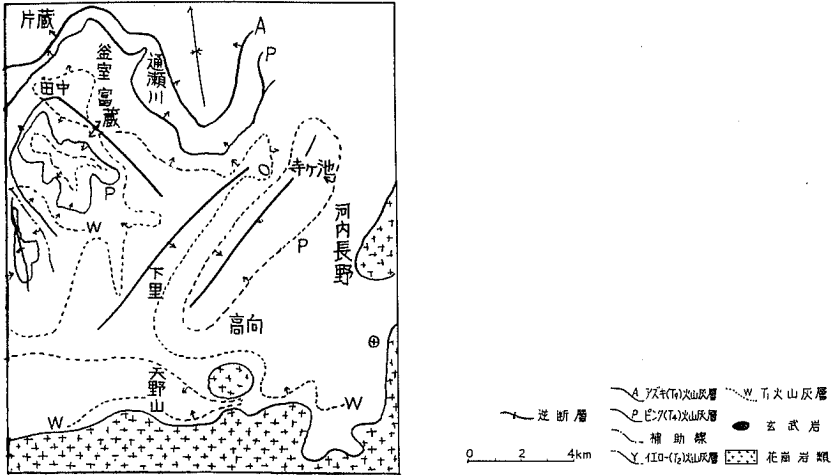 片蔵
A
P
釜室
通瀬川
田中
富蔵
寺ヶ池
P
W
河内長野
P
下里
高向
天野山
W
W
逆断層
0 2 4km
A アズキ(T6)火山灰層
P ピンク(T4)火山灰層
補助線
Y イエロー(T2)火山灰層
W T1火山灰層
玄武岩
花崗岩類